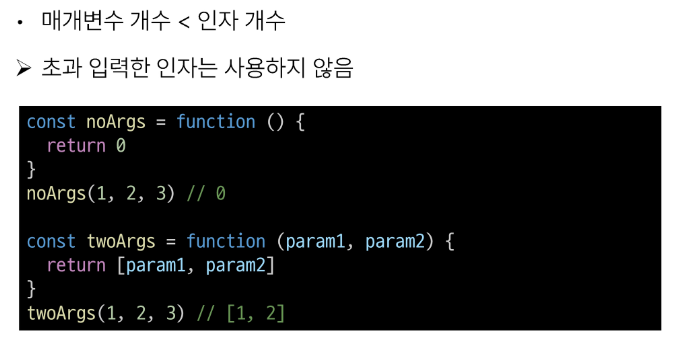 • 매개변수 개수 < 인자 개수
➢ 초과 입력한 인자는 사용하지 않음
const noArgs = function () {
  return 0
}
noArgs(1, 2, 3) // 0

const twoArgs = function (param1, param2) {
  return [param1, param2]
}
twoArgs(1, 2, 3) // [1, 2]